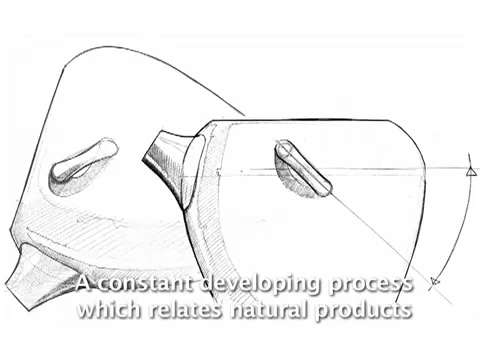 A constant developing process
which relates natural products